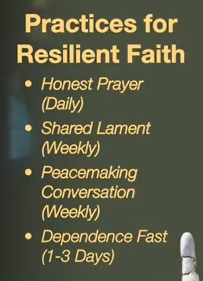 Practices for
Resilient Faith
• Honest Prayer
(Daily)
• Shared Lament
(Weekly)
• Peacemaking
Conversation
(Weekly)
• Dependence Fast
(1-3 Days)